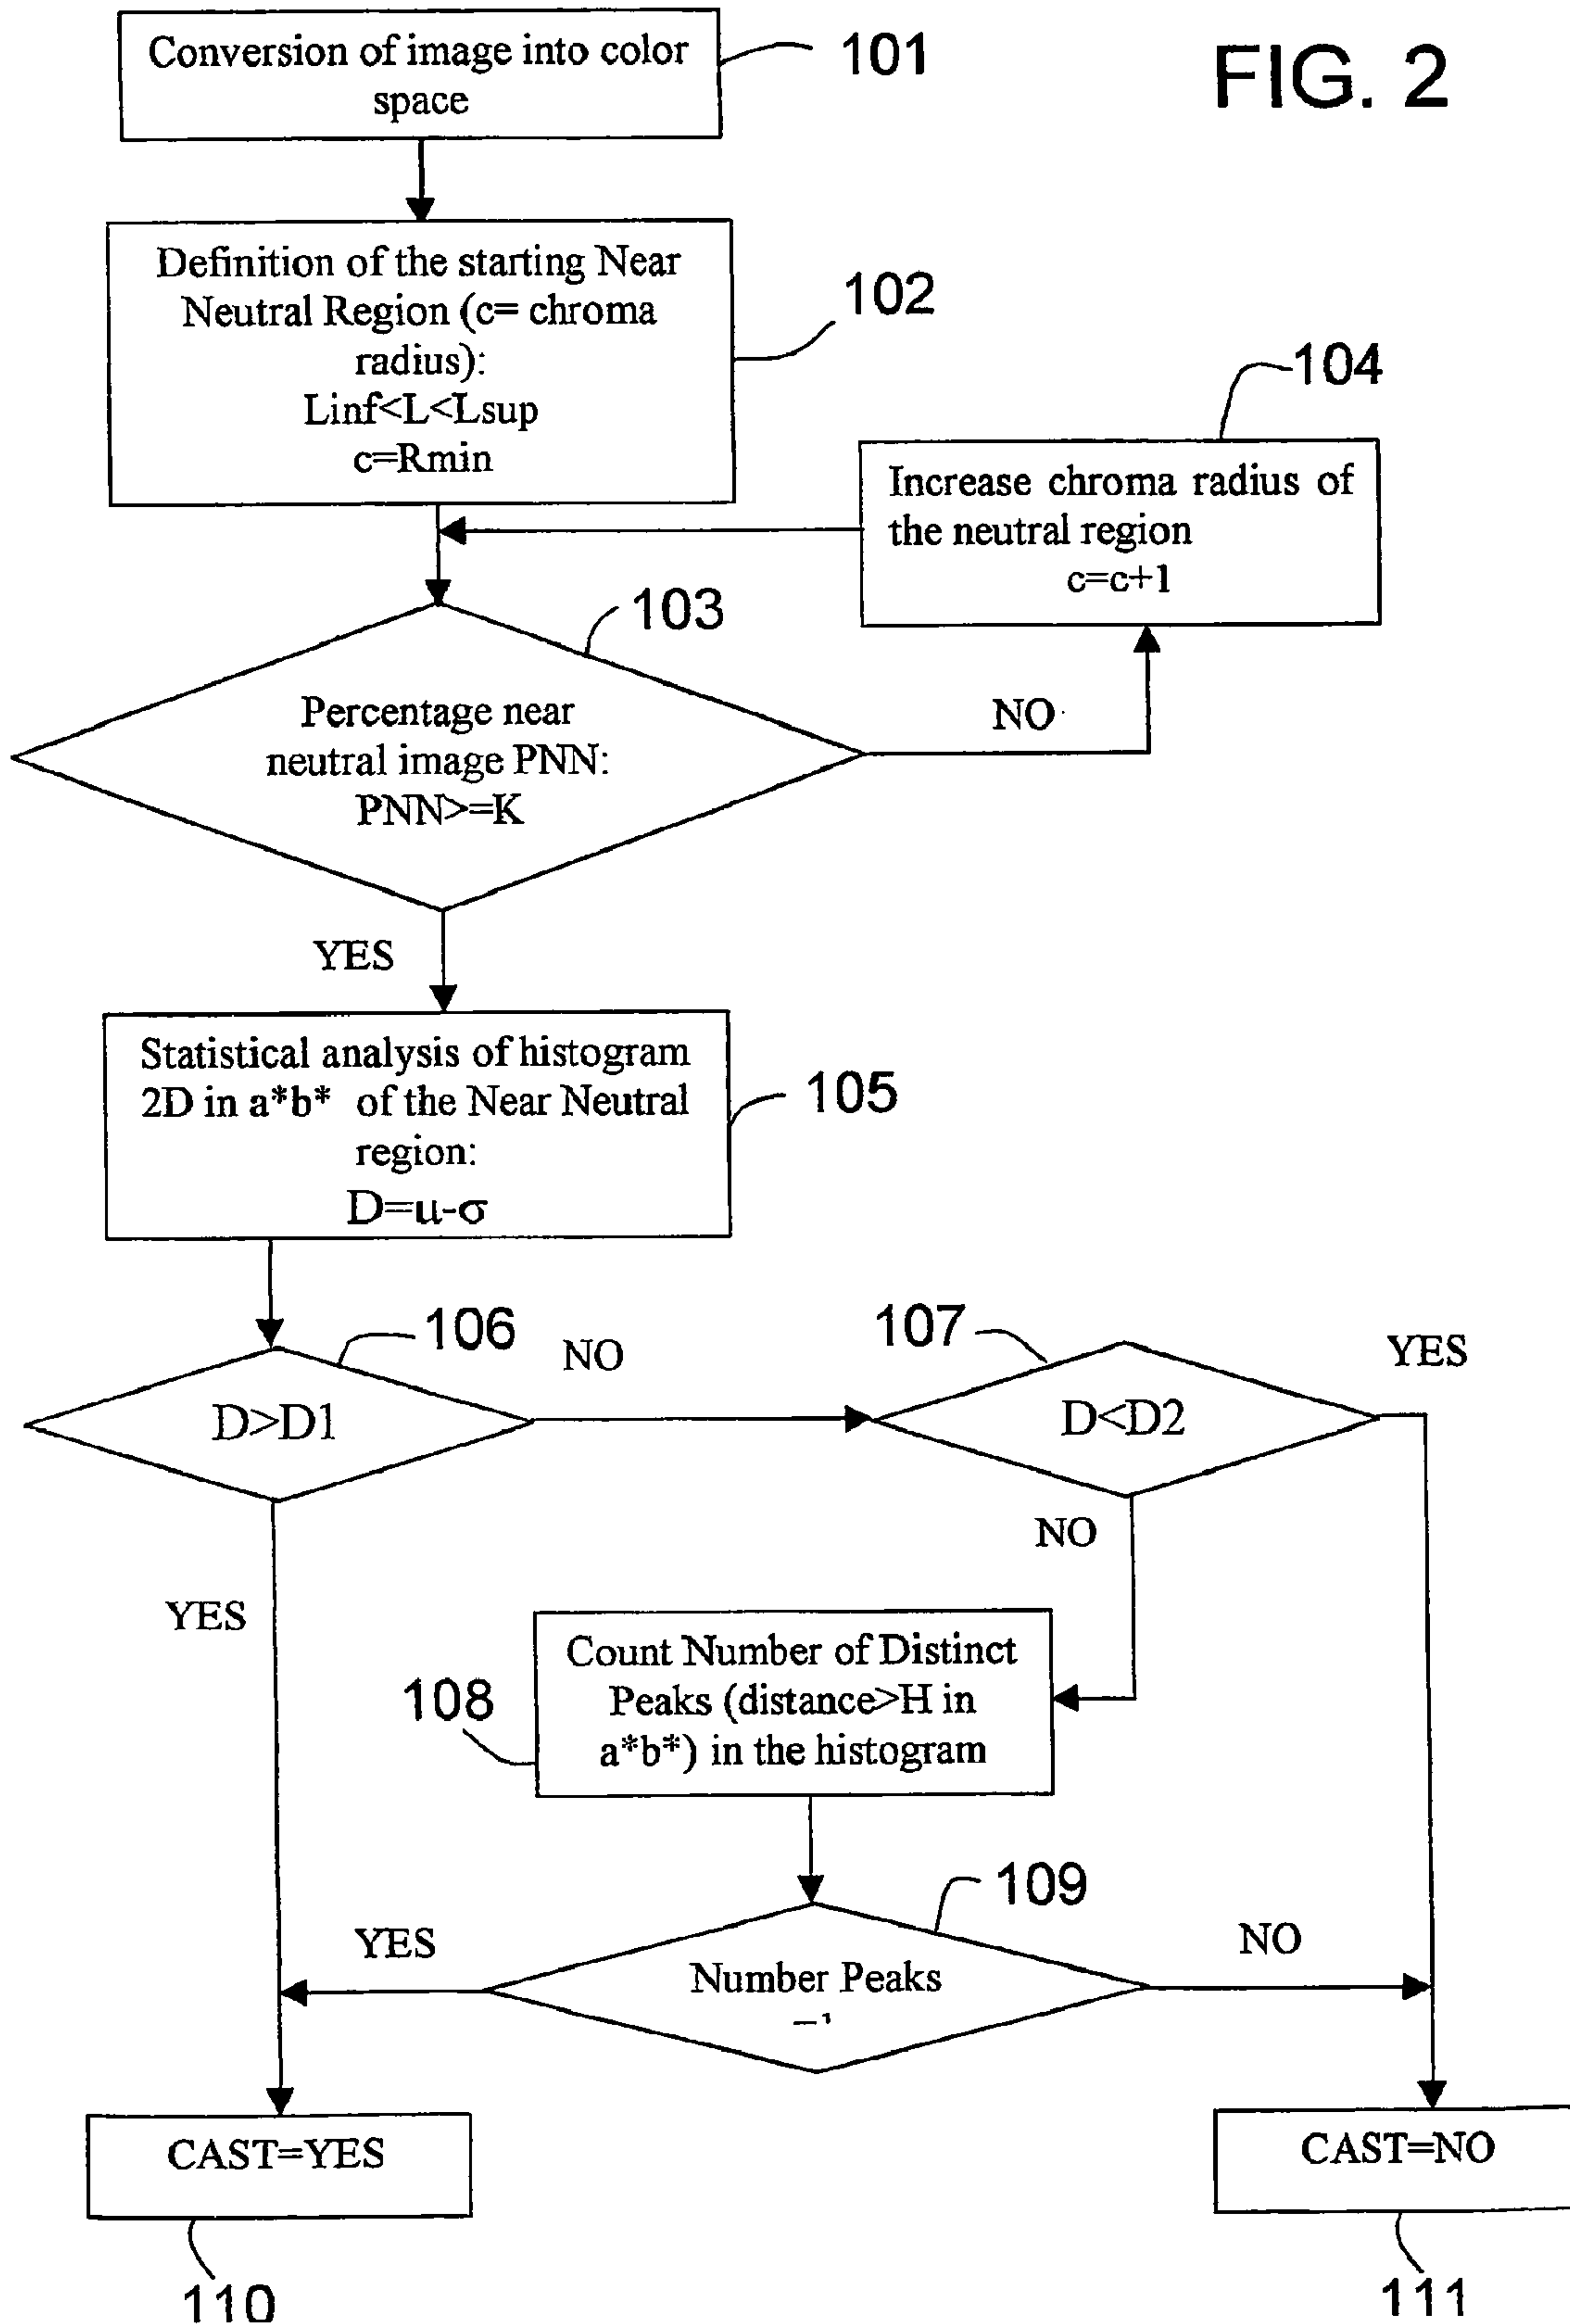 FIG. 2
Conversion of image into color
space
101
Definition of the starting Near
Neutral Region (c= chroma
radius):
Linf<L<Lsup
c=Rmin
102
104
Increase chroma radius of
the neutral region
c=c+1
103
Percentage near
neutral image PNN:
PNN>=K
NO
YES
Statistical analysis of histogram
2D in a*b* of the Near Neutral
region:
D=μ-σ
105
106
D>D1
NO
107
D<D2
YES
NO
YES
Count Number of Distinct
Peaks (distance>H in
a*b*) in the histogram
108
109
YES
Number Peaks
NO
CAST=YES
CAST=NO
110
111